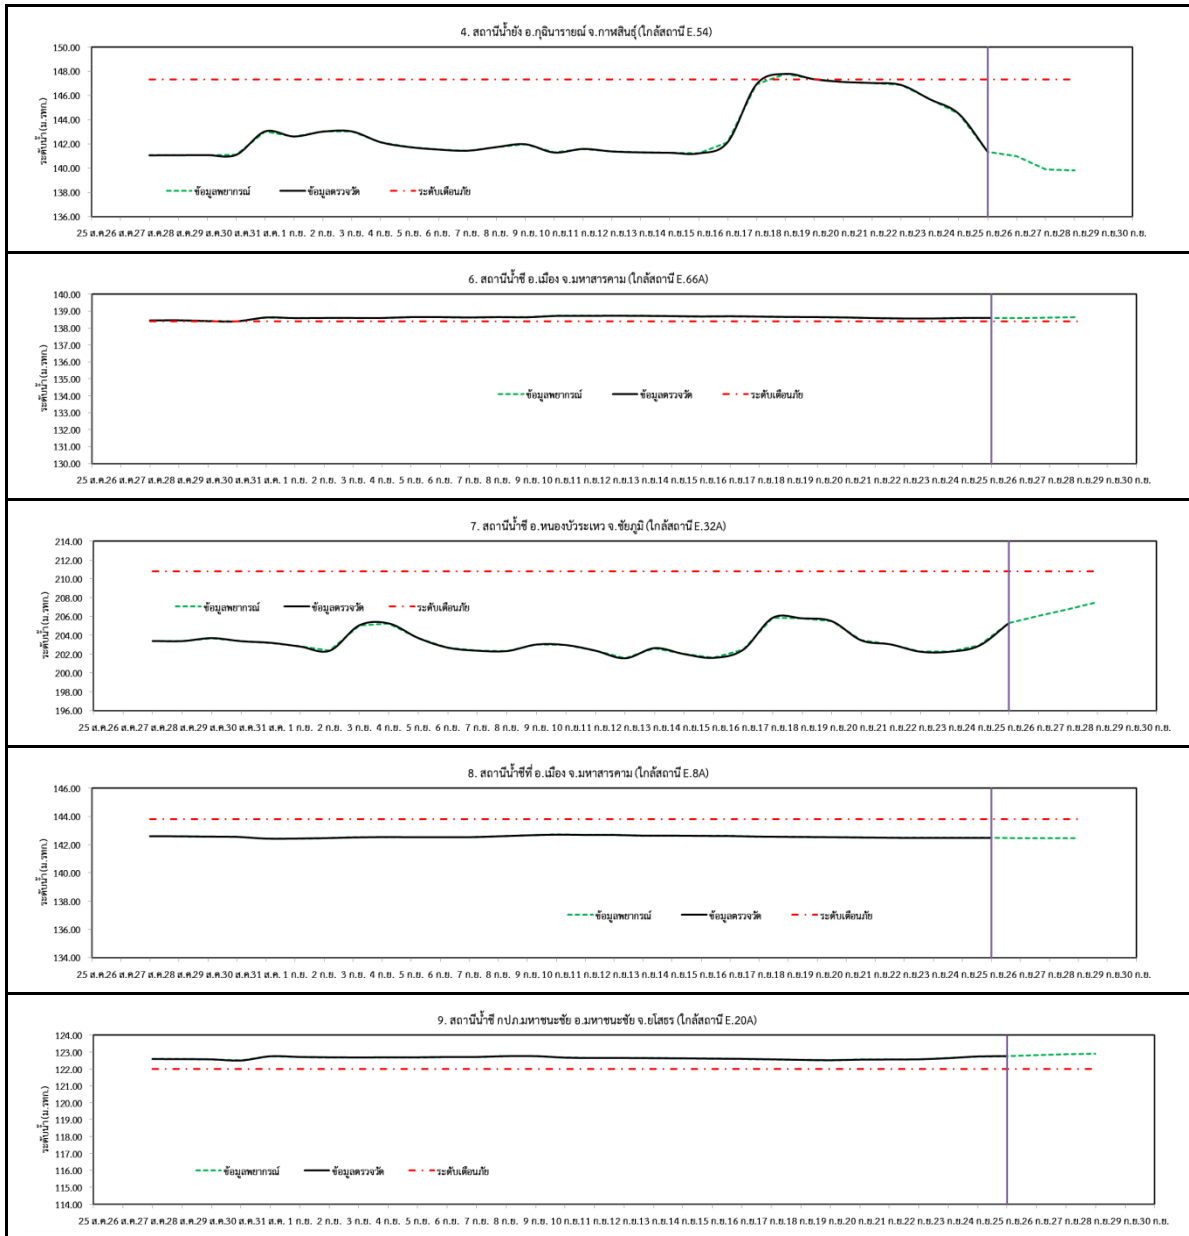 4. สถานีน้ำยัง อ.กุฉินารายณ์ จ.กาฬสินธุ์ (ใกล้สถานี E.54)
ระดับน้ำ (ม.รทก.)
150.00
148.00
146.00
144.00
142.00
140.00
138.00
136.00
ข้อมูลพยากรณ์ ข้อมูลตรวจวัด ระดับเตือนภัย
25 ส.ค. 26 ส.ค. 27 ส.ค. 28 ส.ค. 29 ส.ค. 30 ส.ค. 31 ส.ค. 1 ก.ย. 2 ก.ย. 3 ก.ย. 4 ก.ย. 5 ก.ย. 6 ก.ย. 7 ก.ย. 8 ก.ย. 9 ก.ย. 10 ก.ย. 11 ก.ย. 12 ก.ย. 13 ก.ย. 14 ก.ย. 15 ก.ย. 16 ก.ย. 17 ก.ย. 18 ก.ย. 19 ก.ย. 20 ก.ย. 21 ก.ย. 22 ก.ย. 23 ก.ย. 24 ก.ย. 25 ก.ย. 26 ก.ย. 27 ก.ย. 28 ก.ย. 29 ก.ย. 30 ก.ย.
6. สถานีน้ำชี อ.เมือง จ.มหาสารคาม (ใกล้สถานี E.66A)
ระดับน้ำ (ม.รทก.)
140.00
139.00
138.00
137.00
136.00
135.00
134.00
133.00
132.00
131.00
130.00
ข้อมูลพยากรณ์ ข้อมูลตรวจวัด ระดับเตือนภัย
25 ส.ค. 26 ส.ค. 27 ส.ค. 28 ส.ค. 29 ส.ค. 30 ส.ค. 31 ส.ค. 1 ก.ย. 2 ก.ย. 3 ก.ย. 4 ก.ย. 5 ก.ย. 6 ก.ย. 7 ก.ย. 8 ก.ย. 9 ก.ย. 10 ก.ย. 11 ก.ย. 12 ก.ย. 13 ก.ย. 14 ก.ย. 15 ก.ย. 16 ก.ย. 17 ก.ย. 18 ก.ย. 19 ก.ย. 20 ก.ย. 21 ก.ย. 22 ก.ย. 23 ก.ย. 24 ก.ย. 25 ก.ย. 26 ก.ย. 27 ก.ย. 28 ก.ย. 29 ก.ย. 30 ก.ย.
7. สถานีน้ำชี อ.หนองบัวระเหว จ.ชัยภูมิ (ใกล้สถานี E.32A)
ระดับน้ำ (ม.รทก.)
214.00
212.00
210.00
208.00
206.00
204.00
202.00
200.00
198.00
196.00
ข้อมูลพยากรณ์ ข้อมูลตรวจวัด ระดับเตือนภัย
25 ส.ค. 26 ส.ค. 27 ส.ค. 28 ส.ค. 29 ส.ค. 30 ส.ค. 31 ส.ค. 1 ก.ย. 2 ก.ย. 3 ก.ย. 4 ก.ย. 5 ก.ย. 6 ก.ย. 7 ก.ย. 8 ก.ย. 9 ก.ย. 10 ก.ย. 11 ก.ย. 12 ก.ย. 13 ก.ย. 14 ก.ย. 15 ก.ย. 16 ก.ย. 17 ก.ย. 18 ก.ย. 19 ก.ย. 20 ก.ย. 21 ก.ย. 22 ก.ย. 23 ก.ย. 24 ก.ย. 25 ก.ย. 26 ก.ย. 27 ก.ย. 28 ก.ย. 29 ก.ย. 30 ก.ย.
8. สถานีน้ำชีที่ อ.เมือง จ.มหาสารคาม (ใกล้สถานี E.8A)
ระดับน้ำ (ม.รทก.)
146.00
144.00
142.00
140.00
138.00
136.00
134.00
ข้อมูลพยากรณ์ ข้อมูลตรวจวัด ระดับเตือนภัย
25 ส.ค. 26 ส.ค. 27 ส.ค. 28 ส.ค. 29 ส.ค. 30 ส.ค. 31 ส.ค. 1 ก.ย. 2 ก.ย. 3 ก.ย. 4 ก.ย. 5 ก.ย. 6 ก.ย. 7 ก.ย. 8 ก.ย. 9 ก.ย. 10 ก.ย. 11 ก.ย. 12 ก.ย. 13 ก.ย. 14 ก.ย. 15 ก.ย. 16 ก.ย. 17 ก.ย. 18 ก.ย. 19 ก.ย. 20 ก.ย. 21 ก.ย. 22 ก.ย. 23 ก.ย. 24 ก.ย. 25 ก.ย. 26 ก.ย. 27 ก.ย. 28 ก.ย. 29 ก.ย. 30 ก.ย.
9. สถานีน้ำชี กปภ.มหาชนะชัย อ.มหาชนะชัย จ.ยโสธร (ใกล้สถานี E.20A)
ระดับน้ำ (ม.รทก.)
124.00
123.00
122.00
121.00
120.00
119.00
118.00
117.00
116.00
115.00
114.00
ข้อมูลพยากรณ์ ข้อมูลตรวจวัด ระดับเตือนภัย
25 ส.ค. 26 ส.ค. 27 ส.ค. 28 ส.ค. 29 ส.ค. 30 ส.ค. 31 ส.ค. 1 ก.ย. 2 ก.ย. 3 ก.ย. 4 ก.ย. 5 ก.ย. 6 ก.ย. 7 ก.ย. 8 ก.ย. 9 ก.ย. 10 ก.ย. 11 ก.ย. 12 ก.ย. 13 ก.ย. 14 ก.ย. 15 ก.ย. 16 ก.ย. 17 ก.ย. 18 ก.ย. 19 ก.ย. 20 ก.ย. 21 ก.ย. 22 ก.ย. 23 ก.ย. 24 ก.ย. 25 ก.ย. 26 ก.ย. 27 ก.ย. 28 ก.ย. 29 ก.ย. 30 ก.ย.